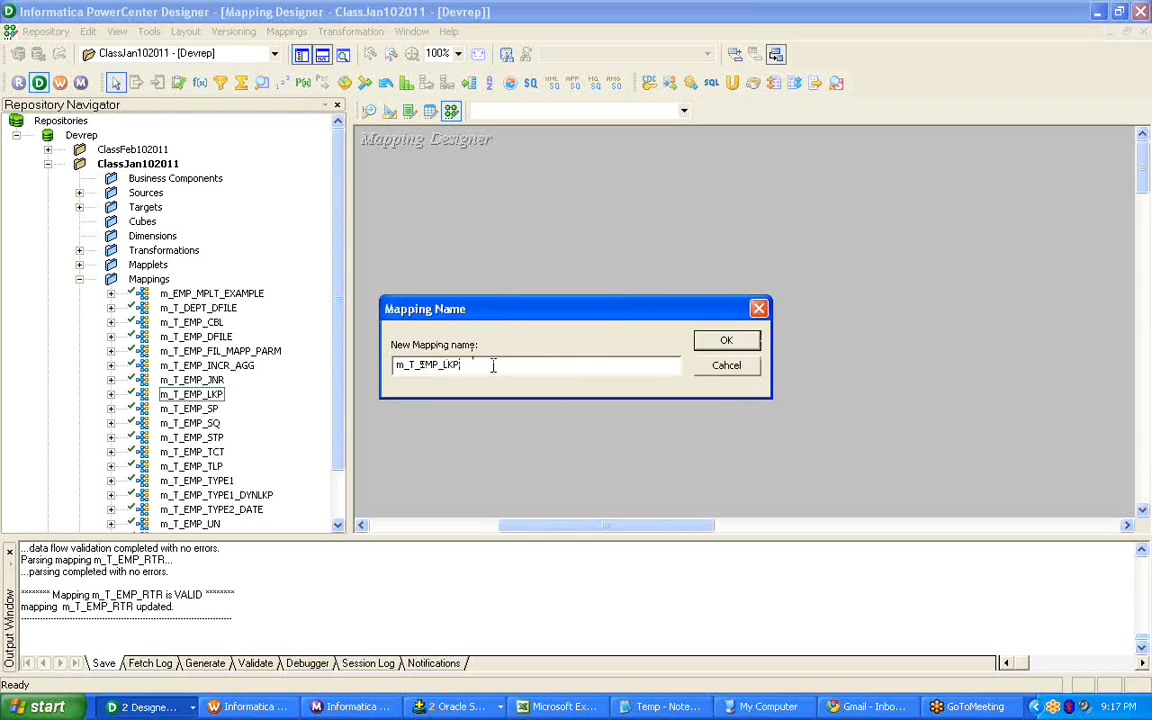 Informatica PowerCenter Designer - [Mapping Designer - ClassJan102011 - [Devrep]]
Repository Edit View Tools Layout Versioning Mappings Transformation Window Help
ClassJan102011 - [Devrep]
100%
Repository Navigator
Repositories
Devrep
ClassFeb102011
ClassJan102011
Business Components
Sources
Targets
Cubes
Dimensions
Transformations
Mapplets
Mappings
m_EMP_MPLT_EXAMPLE
m_T_DEPT_DFILE
m_T_EMP_CBL
m_T_EMP_DFILE
m_T_EMP_FIL_MAPP_PARM
m_T_EMP_INCR_AGG
m_T_EMP_JNR
m_T_EMP_LKP
m_T_EMP_SP
m_T_EMP_SQ
m_T_EMP_STP
m_T_EMP_TCT
m_T_EMP_TLP
m_T_EMP_TYPE1
m_T_EMP_TYPE1_DYNLKP
m_T_EMP_TYPE2_DATE
m_T_EMP_UN
Mapping Designer
Mapping Name
New Mapping name:
m_T_EMP_LKP
OK
Cancel
...data flow validation completed with no errors.
Parsing mapping m_T_EMP_RTR...
...parsing completed with no errors.
******** Mapping m_T_EMP_RTR is VALID ********
mapping m_T_EMP_RTR updated.
Output Window
Save Fetch Log Generate Validate Debugger Session Log Notifications
Ready
start 2 Designe... Informatica ... Informatica ... 2 Oracle S... Microsoft Ex... Temp - Note... My Computer Gmail - Inbo... GoToMeeting 9:17 PM